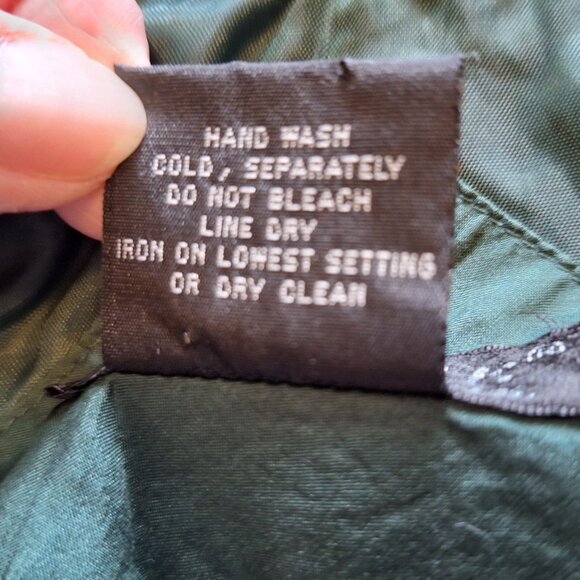 HAND WASH
COLD, SEPARATELY
DO NOT BLEACH
LINE DRY
IRON ON LOWEST SETTING
OR DRY CLEAN